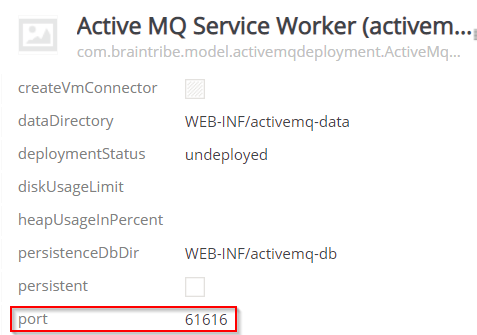 Active MQ Service Worker (activem...
com.braintribe.model.activemqdeployment.ActiveMq...
createVmConnector
dataDirectory WEB-INF/activemq-data
deploymentStatus undeployed
diskUsageLimit
heapUsageInPercent
persistenceDbDir WEB-INF/activemq-db
persistent
port 61616